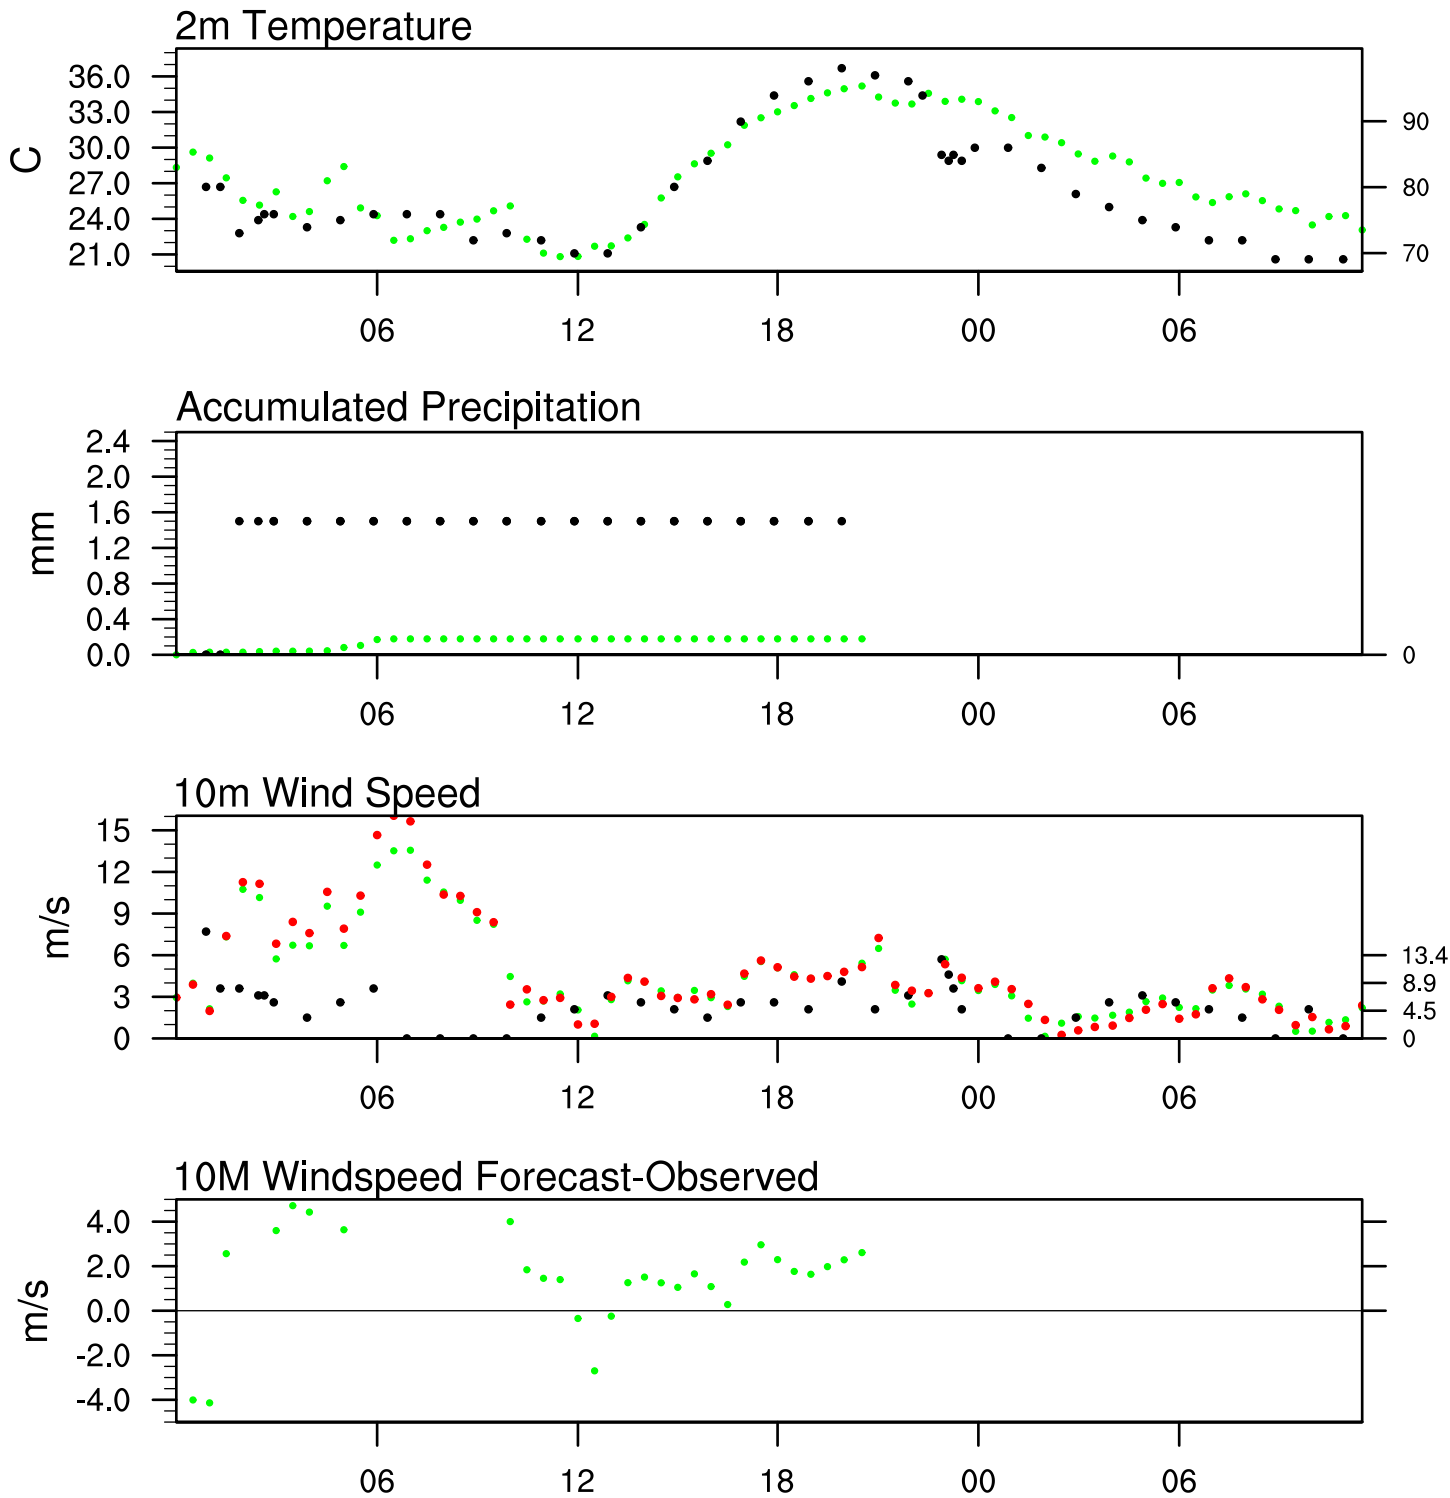 2m Temperature
36.0
33.0
30.0
27.0
24.0
21.0
C
90
80
70
06 12 18 00 06
Accumulated Precipitation
2.4
2.0
1.6
1.2
0.8
0.4
0.0
mm
0
06 12 18 00 06
10m Wind Speed
15
12
9
6
3
0
m/s
13.4
8.9
4.5
0
06 12 18 00 06
10M Windspeed Forecast-Observed
4.0
2.0
0.0
-2.0
-4.0
m/s
06 12 18 00 06